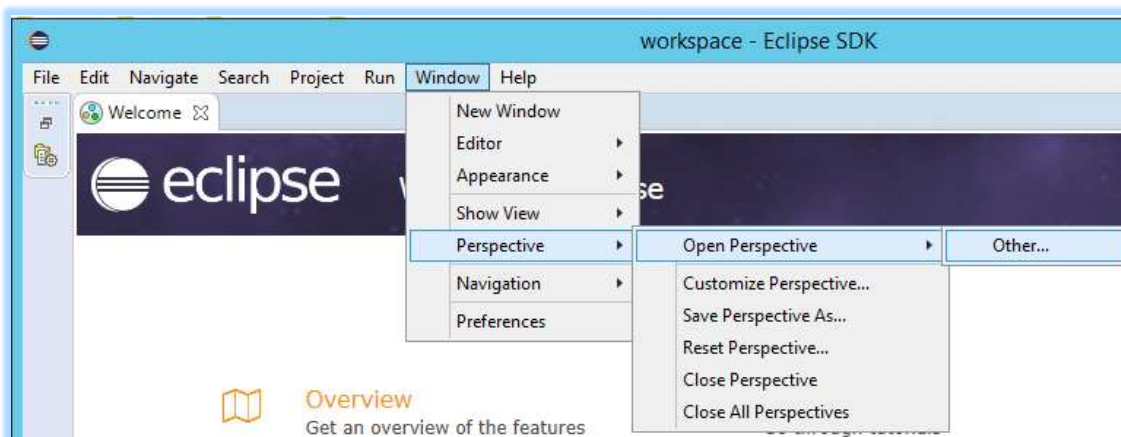 workspace - Eclipse SDK
File Edit Navigate Search Project Run Window Help
Welcome
New Window
Editor
Appearance
Show View
Perspective
Navigation
Preferences
Open Perspective
Customize Perspective...
Save Perspective As...
Reset Perspective...
Close Perspective
Close All Perspectives
Other...
eclipse
Overview
Get an overview of the features